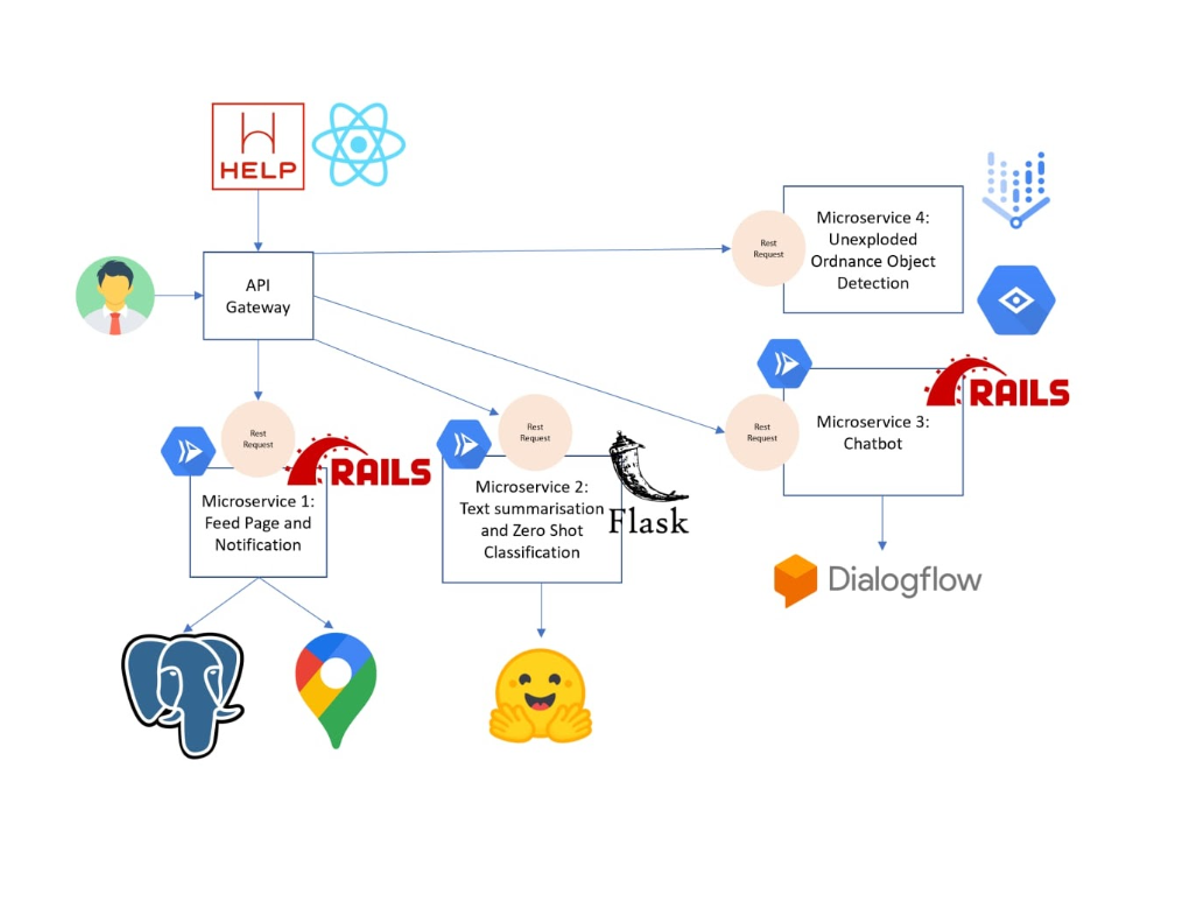 H
HELP
API
Gateway
Rest
Request
Microservice 4:
Unexploded
Ordnance Object
Detection
Rest
Request
RAILS
Microservice 1:
Feed Page and
Notification
Rest
Request
Microservice 2:
Text summarisation
and Zero Shot
Classification
Flask
Rest
Request
RAILS
Microservice 3:
Chatbot
Dialogflow